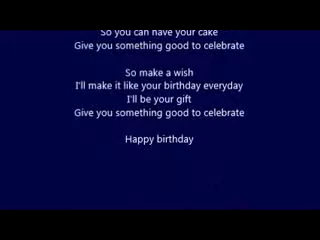 So you can have your cake
Give you something good to celebrate
So make a wish
I'll make it like your birthday everyday
I'll be your gift
Give you something good to celebrate
Happy birthday